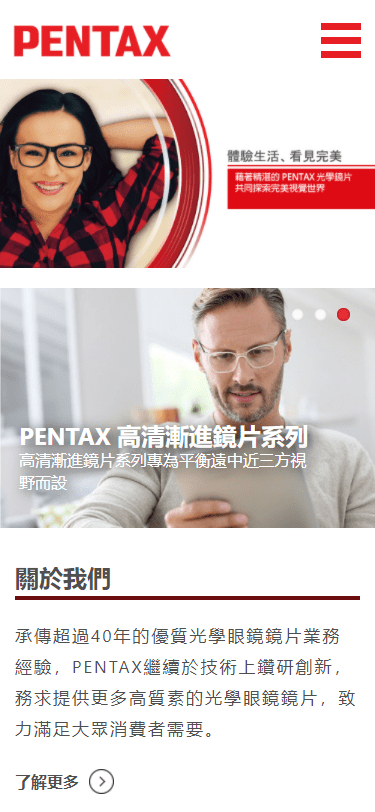 PENTAX
體驗生活、看見完美
藉著精湛的 PENTAX 光學鏡片
共同探索完美視覺世界
PENTAX 高清漸進鏡片系列
高清漸進鏡片系列專為平衡遠中近三方視
野而設
關於我們
承傳超過40年的優質光學眼鏡鏡片業務
經驗，PENTAX繼續於技術上鑽研創新，
務求提供更多高質素的光學眼鏡鏡片，致
力滿足大眾消費者需要。
了解更多